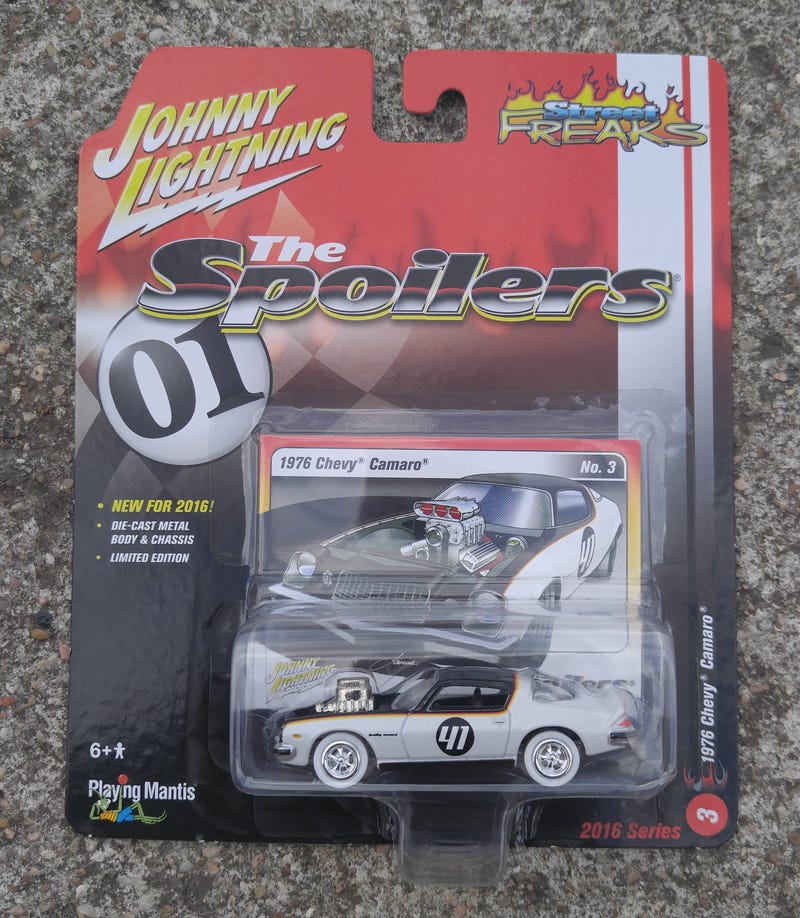 JOHNNY
LIGHTNING®
Street
FREAKS
The
Spoilers®
01
1976 Chevy® Camaro® No. 3
41
• NEW FOR 2016!
• DIE-CAST METAL
BODY & CHASSIS
• LIMITED EDITION
JOHNNY
LIGHTNING
ilers®
41
6+
Playing Mantis
2016 Series
3
1976 Chevy® Camaro®